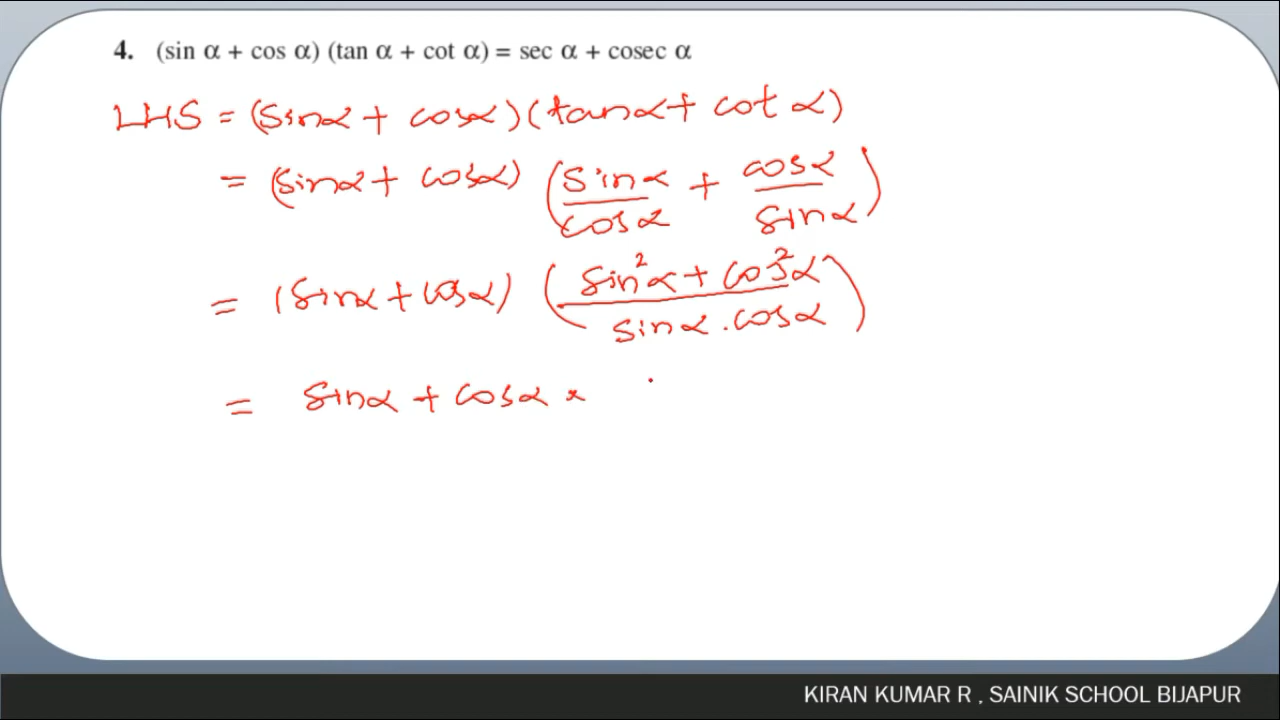 4. (sin α + cos α) (tan α + cot α) = sec α + cosec α
LHS = (sinα + cosα)(tanα + cot α)
= (sinα + cosα) (sinα/cosα + cosα/sinα)
= (sinα + cosα) (sin²α + cos²α / sinα . cosα)
= sinα + cosα ×
KIRAN KUMAR R , SAINIK SCHOOL BIJAPUR